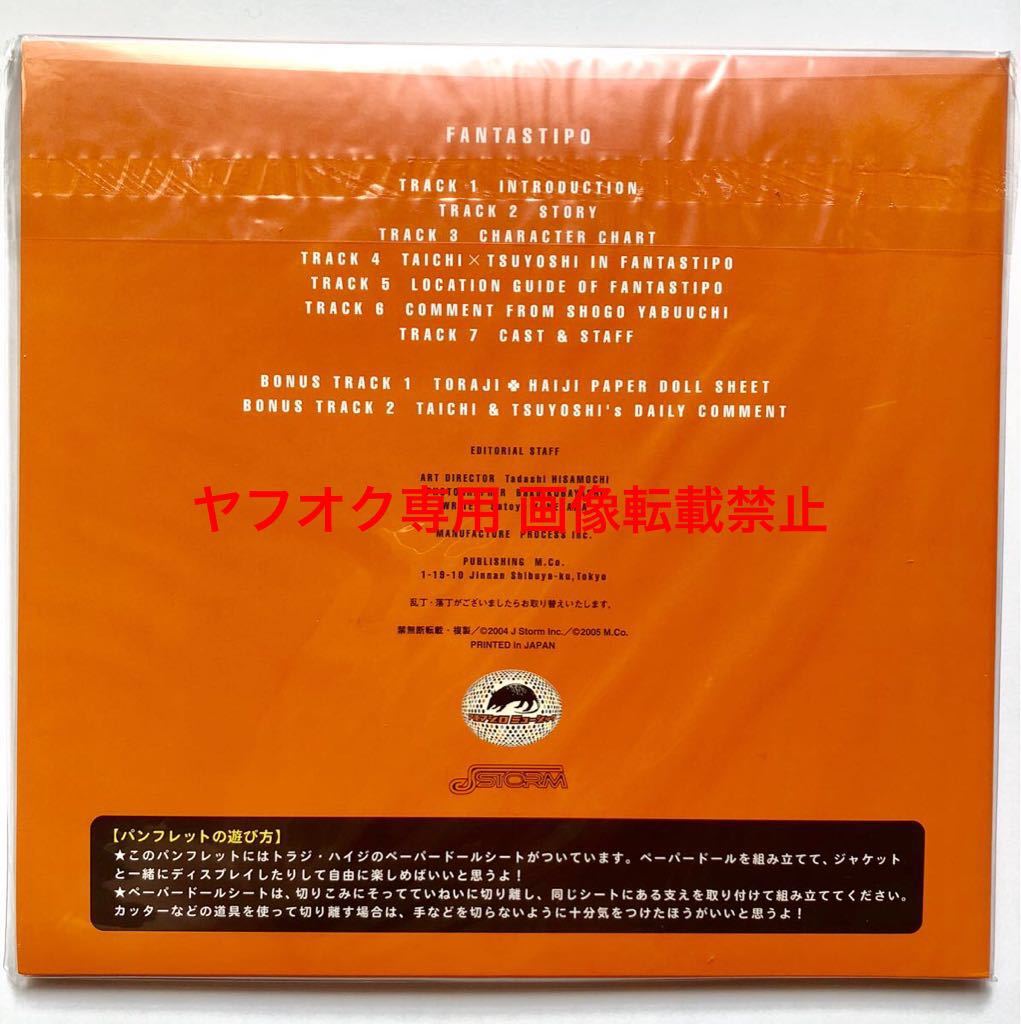 FANTASTIPO
TRACK 1 INTRODUCTION
TRACK 2 STORY
TRACK 3 CHARACTER CHART
TRACK 4 TAICHI × TSUYOSHI IN FANTASTIPO
TRACK 5 LOCATION GUIDE OF FANTASTIPO
TRACK 6 COMMENT FROM SHOGO YABUUCHI
TRACK 7 CAST & STAFF
BONUS TRACK 1 TORAJI ✤ HAIJI PAPER DOLL SHEET
BONUS TRACK 2 TAICHI & TSUYOSHI's DAILY COMMENT
EDITORIAL STAFF
ART DIRECTOR Tadashi HISAMOCHI
ヤフオク専用 画像転載禁止
MANUFACTURE PROCESS Inc.
PUBLISHING M.Co.
1-19-10 Jinnan Shibuya-ku,Tokyo
乱丁・落丁がございましたらお取り替えいたします。
禁無断転載・複製/©2004 J Storm Inc./©2005 M.Co.
PRINTED In JAPAN
J STORM
【パンフレットの遊び方】
★このパンフレットにはトラジ・ハイジのペーパードールシートがついています。ペーパードールを組み立てて、ジャケット
と一緒にディスプレイしたりして自由に楽しめばいいと思うよ!
★ペーパードールシートは、切りこみにそってていねいに切り離し、同じシートにある支えを取り付けて組み立ててください。
カッターなどの道具を使って切り離す場合は、手などを切らないように十分気をつけたほうがいいと思うよ!